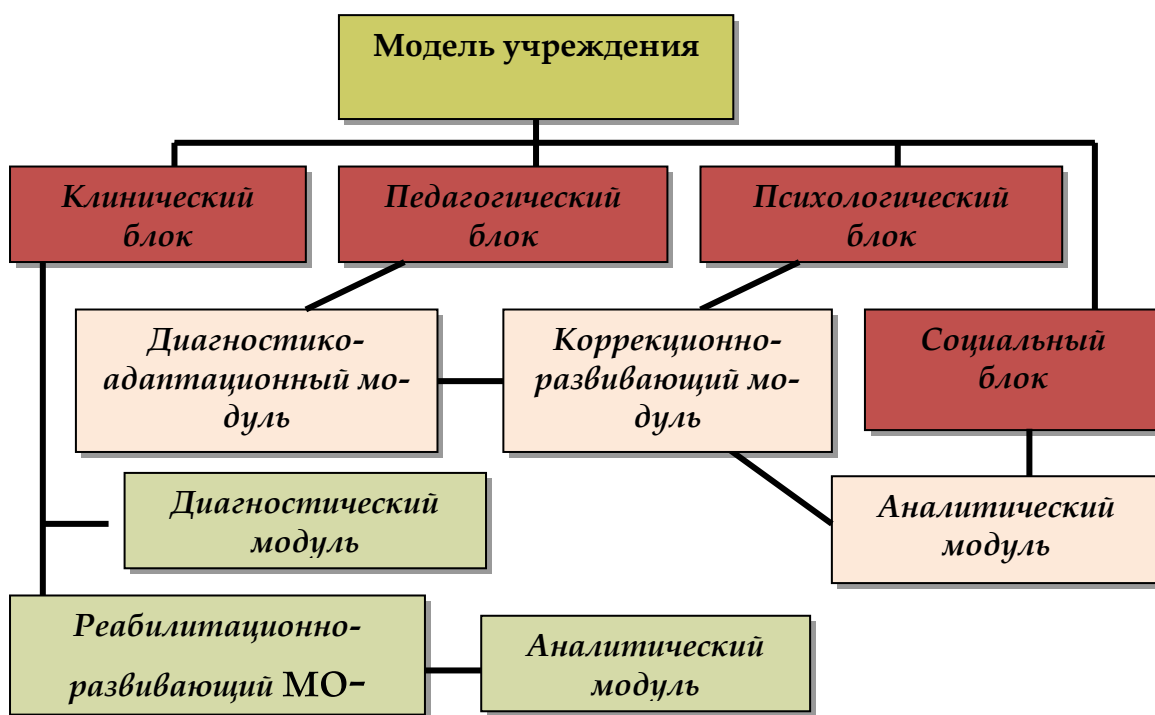 Модель учреждения
Клинический
блок
Педагогический
блок
Психологический
блок
Диагностико-
адаптационный мо-
дуль
Коррекционно-
развивающий мо-
дуль
Социальный
блок
Диагностический
модуль
Аналитический
модуль
Реабилитационно-
развивающий МО-
Аналитический
модуль